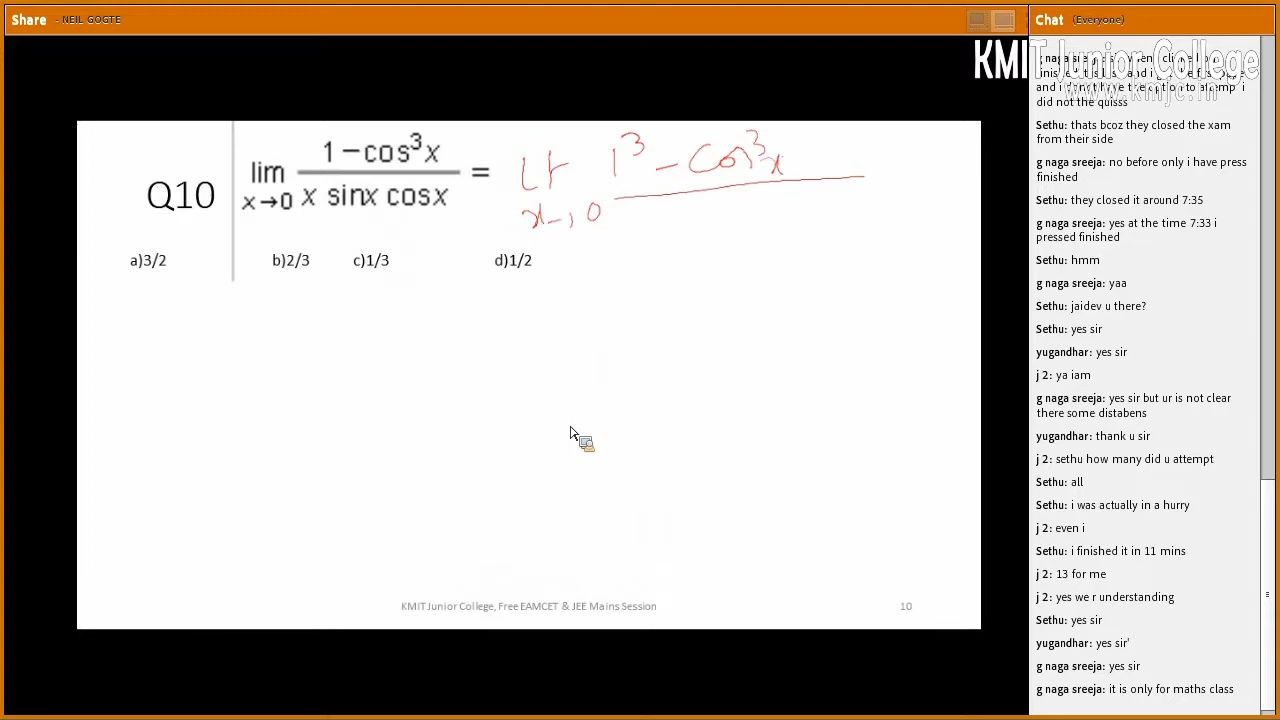 Share - NEIL GOGTE
Q10 lim x→0 1−cos³x / x sinx cosx = Lt x→0 1³ − cos³x
a)3/2 b)2/3 c)1/3 d)1/2
KMIT Junior College, Free EAMCET & JEE Mains Session 10
Chat (Everyone)
KMIT Junior College
www.kmjc.in
did not the quisss
Sethu: thats bcoz they closed the xam
from their side
g naga sreeja: no before only i have press
finished
Sethu: they closed it around 7:35
g naga sreeja: yes at the time 7:33 i
pressed finished
Sethu: hmm
g naga sreeja: yaa
Sethu: jaidev u there?
Sethu: yes sir
yugandhar: yes sir
j 2: ya iam
g naga sreeja: yes sir but ur is not clear
there some distabens
yugandhar: thank u sir
j 2: sethu how many did u attempt
Sethu: all
Sethu: i was actually in a hurry
j 2: even i
Sethu: i finished it in 11 mins
j 2: 13 for me
j 2: yes we r understanding
Sethu: yes sir
yugandhar: yes sir'
g naga sreeja: yes sir
g naga sreeja: it is only for maths class